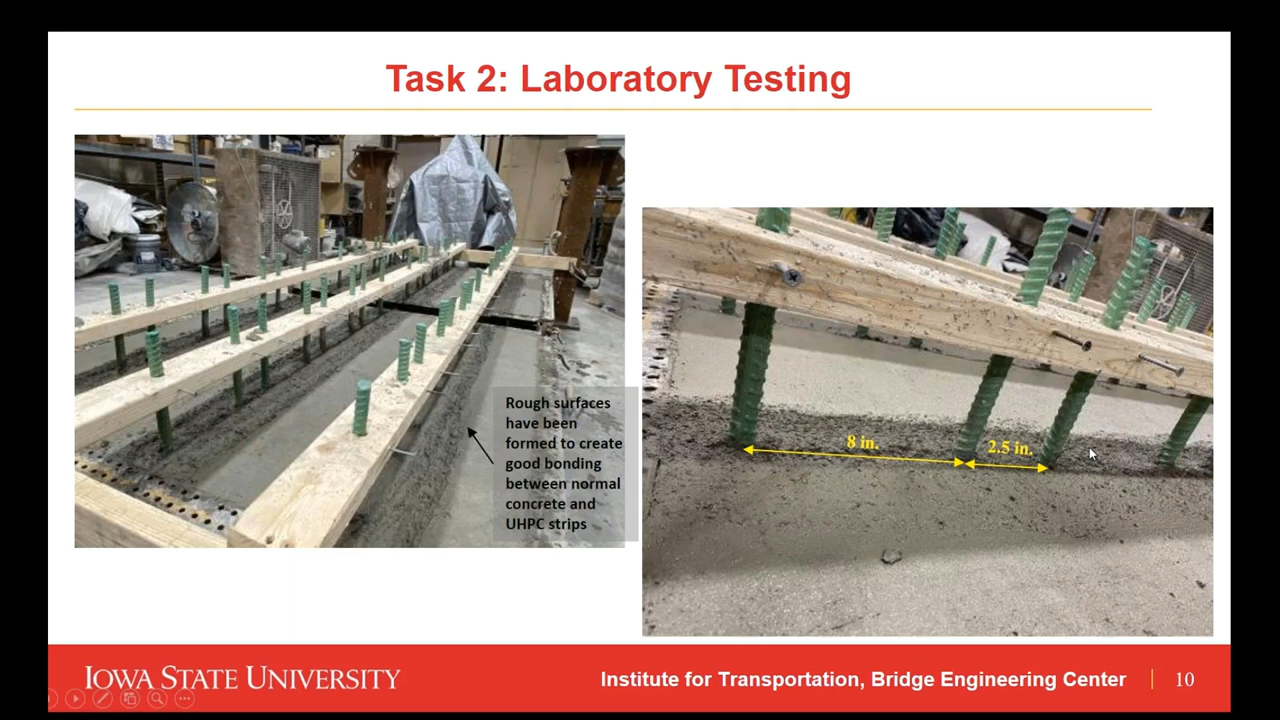 Task 2: Laboratory Testing
Rough surfaces
have been
formed to create
good bonding
between normal
concrete and
UHPC strips
8 in.
2.5 in.
IOWA STATE UNIVERSITY
Institute for Transportation, Bridge Engineering Center
10